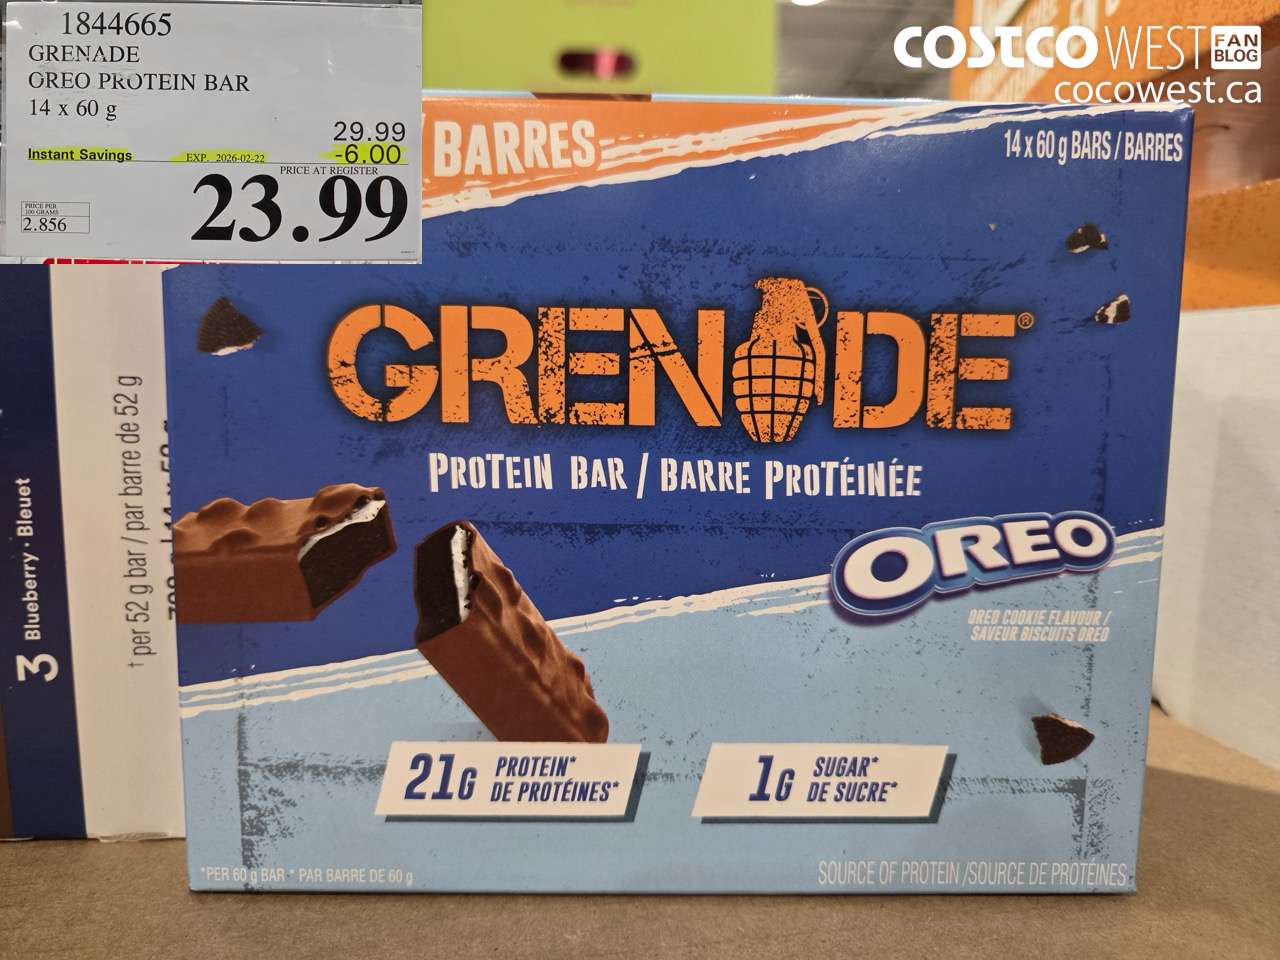 1844665
GRENADE
OREO PROTEIN BAR
14 x 60 g
29.99
Instant Savings EXP. 2026-02-22 -6.00
PRICE AT REGISTER
PRICE PER
100 GRAMS
2.856
23.99
COSTCO WEST FAN
BLOG
cocowest.ca
BARRES
14 x 60 g BARS / BARRES
GRENADE®
PROTEIN BAR / BARRE PROTÉINÉE
OREO
OREO COOKIE FLAVOUR /
SAVEUR BISCUITS OREO
21G PROTEIN*
DE PROTÉINES*
1G SUGAR*
DE SUCRE*
*PER 60 g BAR * PAR BARRE DE 60 g
SOURCE OF PROTEIN /SOURCE DE PROTÉINES
3 Blueberry · Bleuet
† per 52 g bar / par barre de 52 g